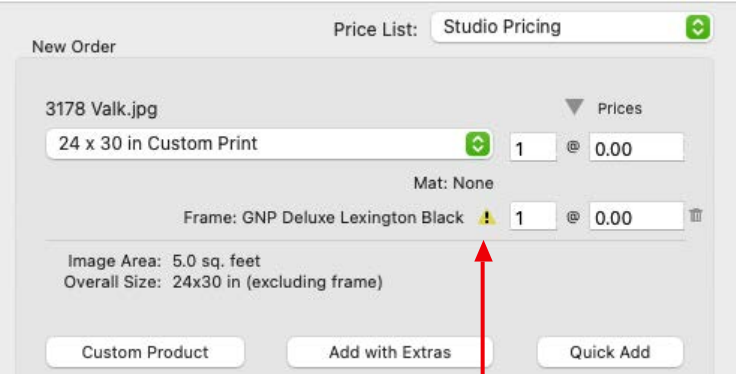 Price List: Studio Pricing
New Order
3178 Valk.jpg Prices
24 x 30 in Custom Print 1 @ 0.00
Mat: None
Frame: GNP Deluxe Lexington Black 1 @ 0.00
Image Area: 5.0 sq. feet
Overall Size: 24x30 in (excluding frame)
Custom Product Add with Extras Quick Add